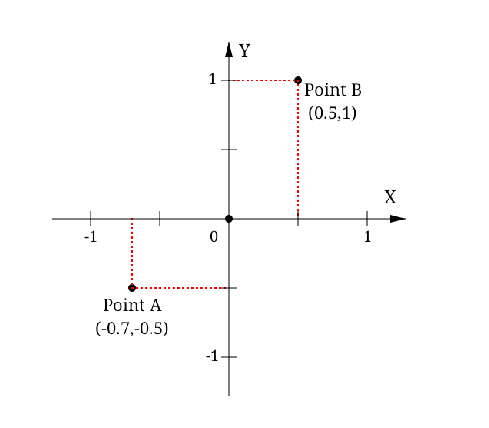 Y
1
Point B
(0.5,1)
X
-1
0
1
Point A
(-0.7,-0.5)
-1